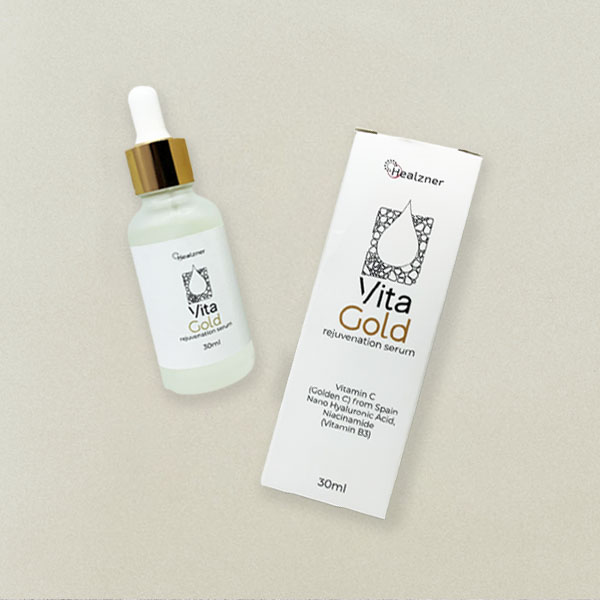 Healzner
Vita
Gold
rejuvenation serum
30ml
Healzner
Vita
Gold
rejuvenation serum
Vitamin C
(Golden C) from Spain
Nano Hyaluronic Acid,
Niacinamide
(Vitamin B3)
30ml